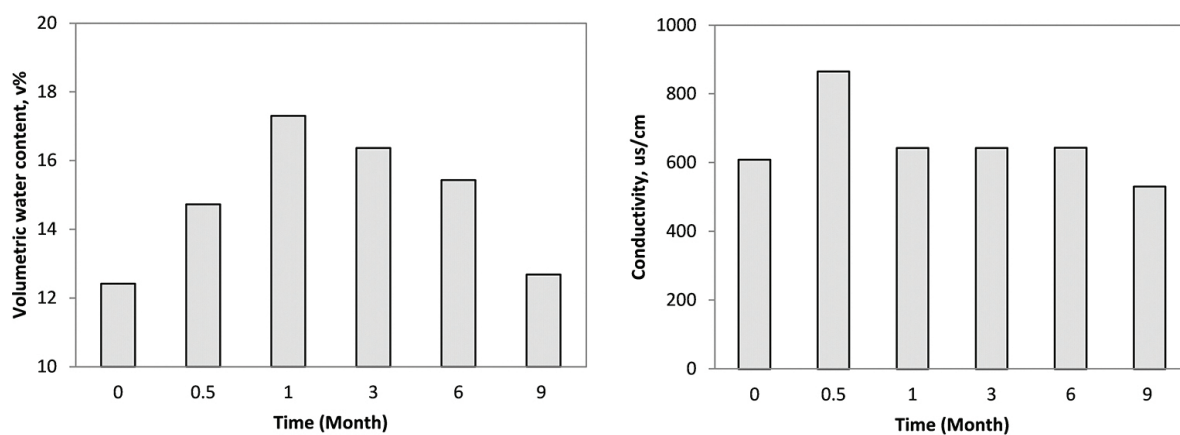 Volumetric water content, v%
20
18
16
14
12
10
0 0.5 1 3 6 9
Time (Month)
Conductivity, us/cm
1000
800
600
400
200
0
0 0.5 1 3 6 9
Time (Month)